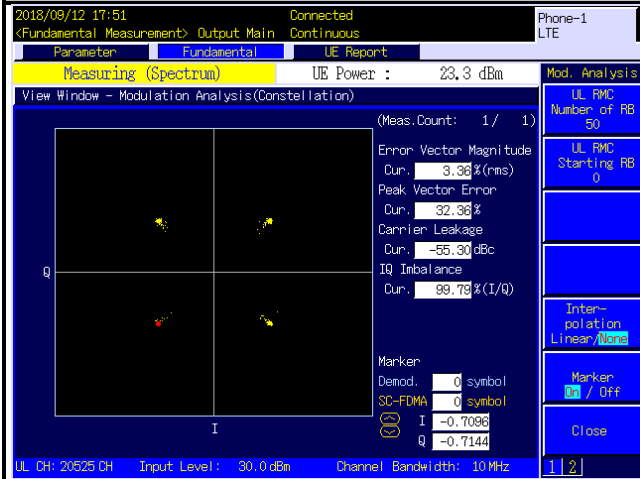 2018/09/12 17:51 Connected Phone-1
<Fundamental Measurement> Output Main Continuous LTE
Parameter Fundamental UE Report
Measuring (Spectrum) UE Power : 23.3 dBm Mod. Analysis
View Window - Modulation Analysis(Constellation)
UL RMC
Number of RB
50
(Meas.Count: 1/ 1)
Error Vector Magnitude
Cur. 3.36 %(rms)
Peak Vector Error
Cur. 32.36 %
Carrier Leakage
Cur. -55.30 dBc
IQ Imbalance
Cur. 99.79 %(I/Q)
UL RMC
Starting RB
0
Q
I
Inter-
polation
Linear/None
Marker
Demod. 0 symbol
SC-FDMA 0 symbol
I -0.7096
Q -0.7144
Marker
On / Off
Close
UL CH: 20525 CH Input Level: 30.0 dBm Channel Bandwidth: 10 MHz 1 2